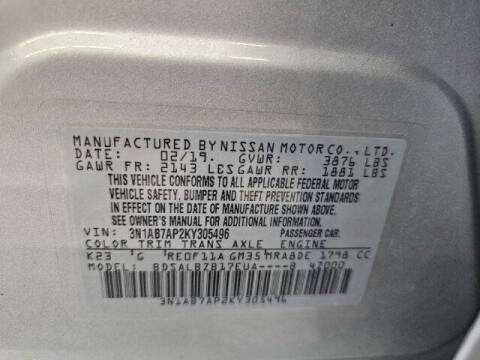 MANUFACTURED BY NISSAN MOTOR CO., LTD.
DATE: 02/19. GVWR: 3876 LBS
GAWR FR: 2143 LBS GAWR RR: 1881 LBS
THIS VEHICLE CONFORMS TO ALL APPLICABLE FEDERAL MOTOR
VEHICLE SAFETY, BUMPER AND THEFT PREVENTION STANDARDS
IN EFFECT ON THE DATE OF MANUFACTURE SHOWN ABOVE.
SEE OWNER'S MANUAL FOR ADDITIONAL INFORMATION.
VIN: 3N1AB7AP2KY305496 PASSENGER CAR
COLOR TRIM TRANS AXLE ENGINE
K23 G RE0F11A GM35 MRA8DE 1798 CC
MODEL: BDSALBZB17EUA----B 42000
3N1AB7AP2KY305496